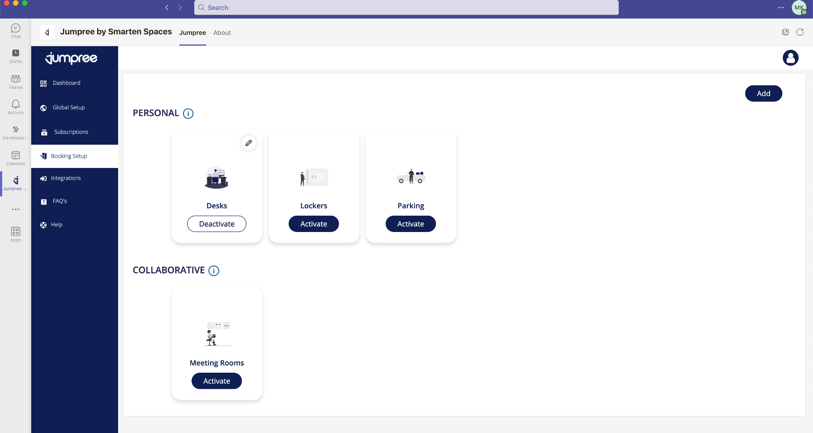 Search
MK
Jumpree by Smarten Spaces
Jumpree
About
Chat
Shifts
Teams
Activity
Developer...
Calendar
Jumpree ...
Apps
jumpree
Dashboard
Global Setup
Subscriptions
Booking Setup
Integrations
FAQ's
Help
Add
PERSONAL
Desks
Deactivate
Lockers
Activate
Parking
Activate
COLLABORATIVE
Meeting Rooms
Activate